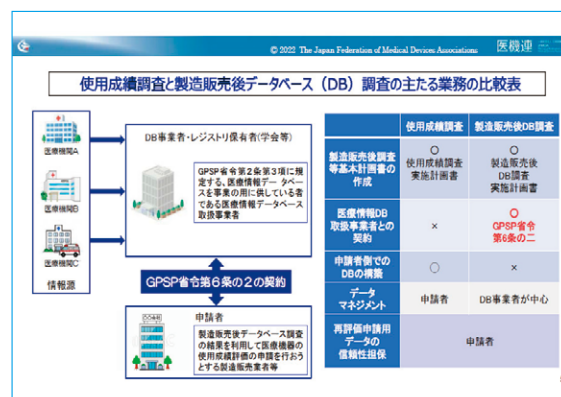 © 2022 The Japan Federation of Medical Devices Associations
医機連
使用成績調査と製造販売後データベース(DB)調査の主たる業務の比較表
医療機関A
医療機関B
医療機関C
情報源
DB事業者・レジストリ保有者(学会等)
GPSP省令第2条第3項に規
定する、医療情報データベー
スを事業の用に供している者
である医療情報データベース
取扱事業者
GPSP省令第6条の2の契約
申請者
製造販売後データベース調査
の結果を利用して医療機器の
使用成績評価の申請を行おう
とする製造販売業者等
使用成績調査
製造販売後DB調査
製造販売後調査
等基本計画書の
作成
○
使用成績調査
実施計画書
○
製造販売後
DB調査
実施計画書
医療情報DB
取扱事業者との
契約
×
○
GPSP省令
第6条の二
申請者側での
DBの構築
○
×
データ
マネジメント
申請者
DB事業者が中心
再評価申請用
データの
信頼性担保
申請者